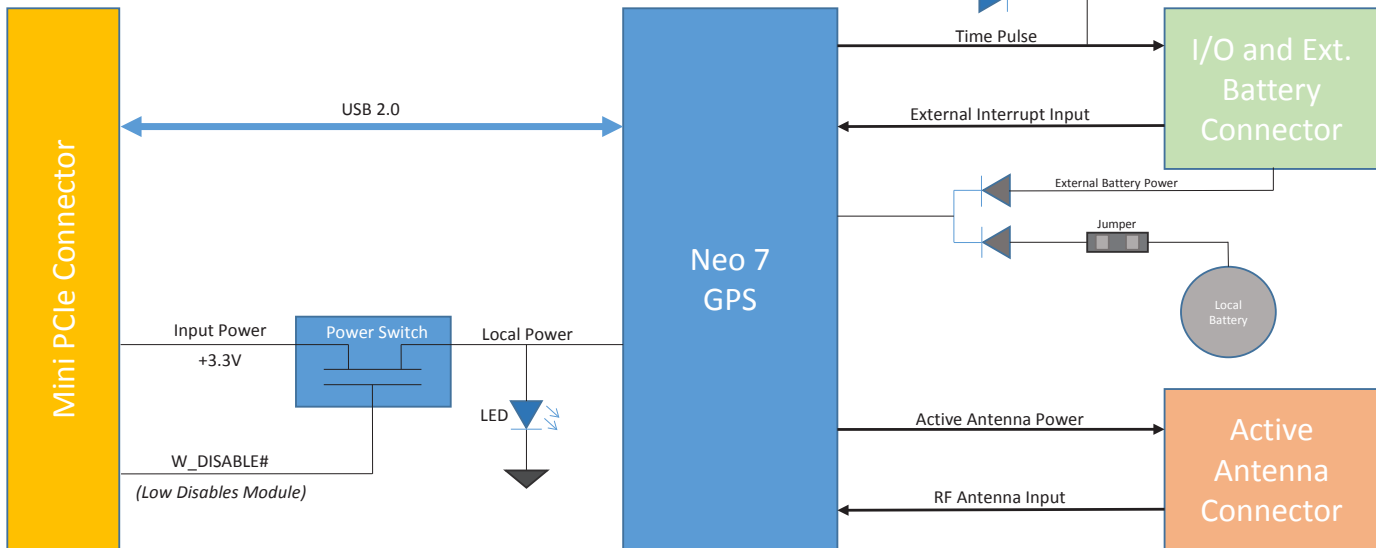 Time Pulse
I/O and Ext.
Battery
Connector
USB 2.0
External Interrupt Input
Mini PCIe Connector
External Battery Power
Jumper
Neo 7
GPS
Local
Battery
Input Power
+3.3V
Power Switch
Local Power
LED
Active Antenna Power
Active
Antenna
Connector
W_DISABLE#
(Low Disables Module)
RF Antenna Input